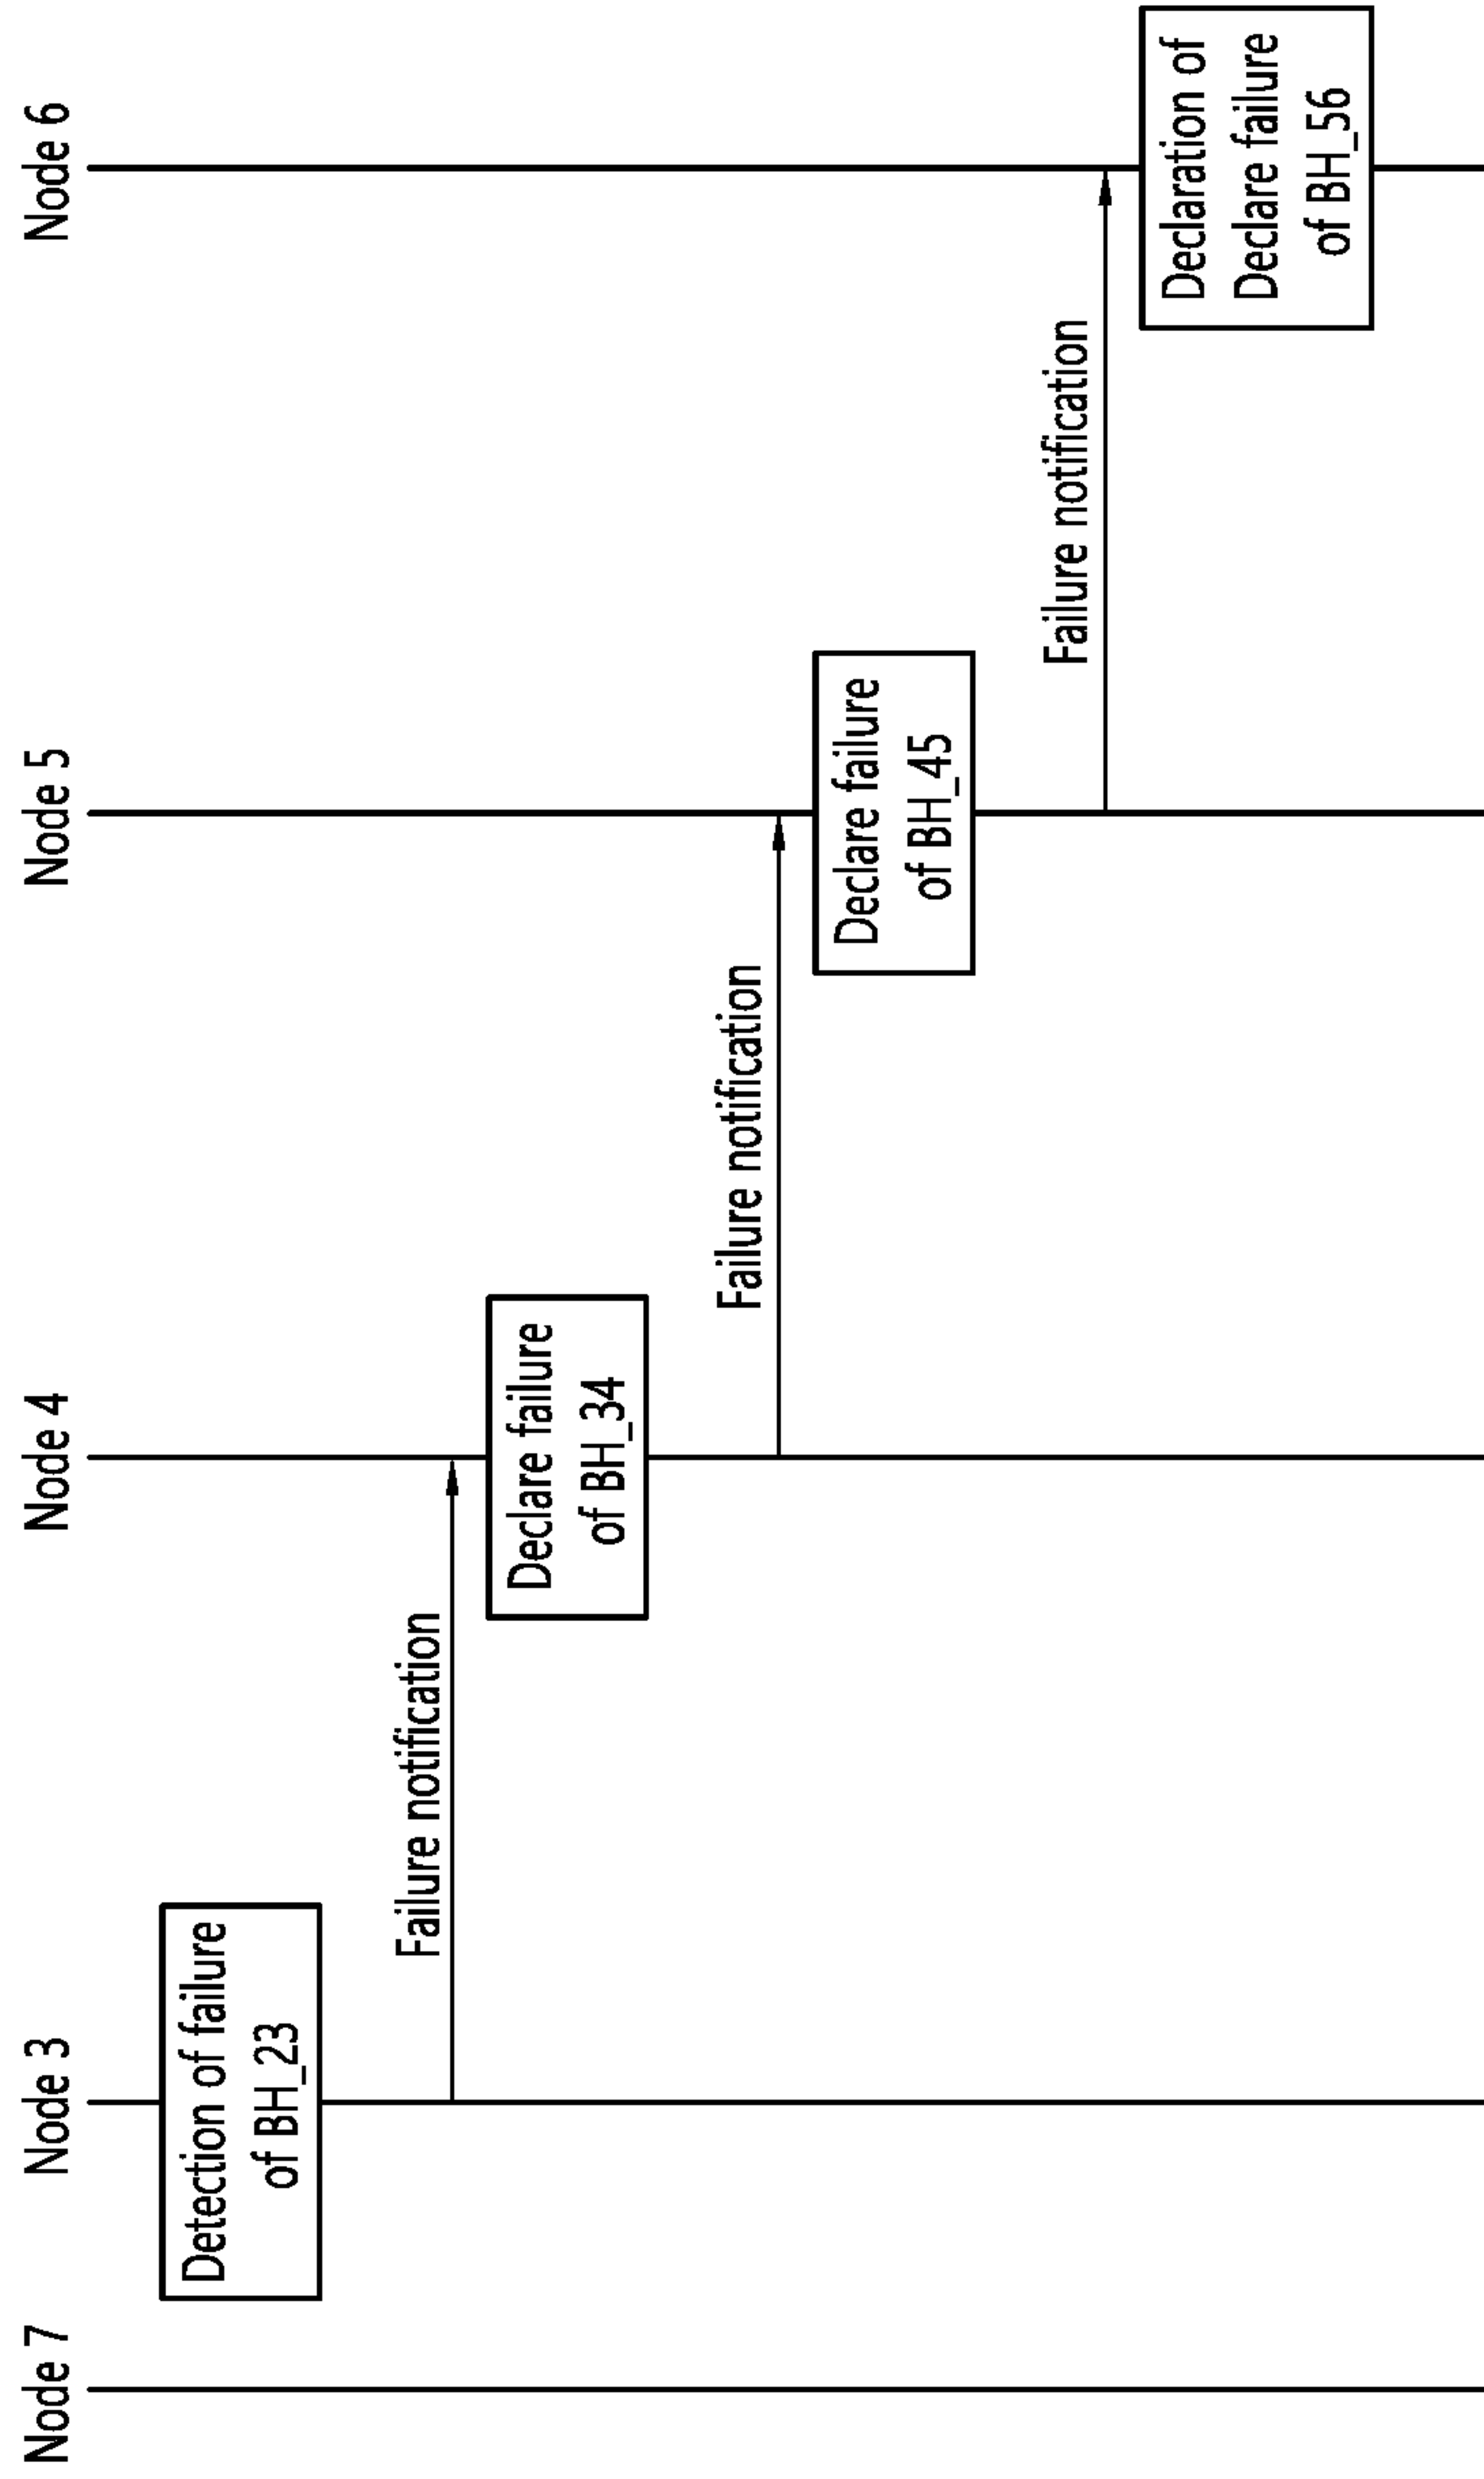 Node 7
Node 3
Node 4
Node 5
Node 6
Detection of failure
of BH_23
Failure notification
Declare failure
of BH_34
Failure notification
Declare failure
of BH_45
Failure notification
Declaration of
Declare failure
of BH_56